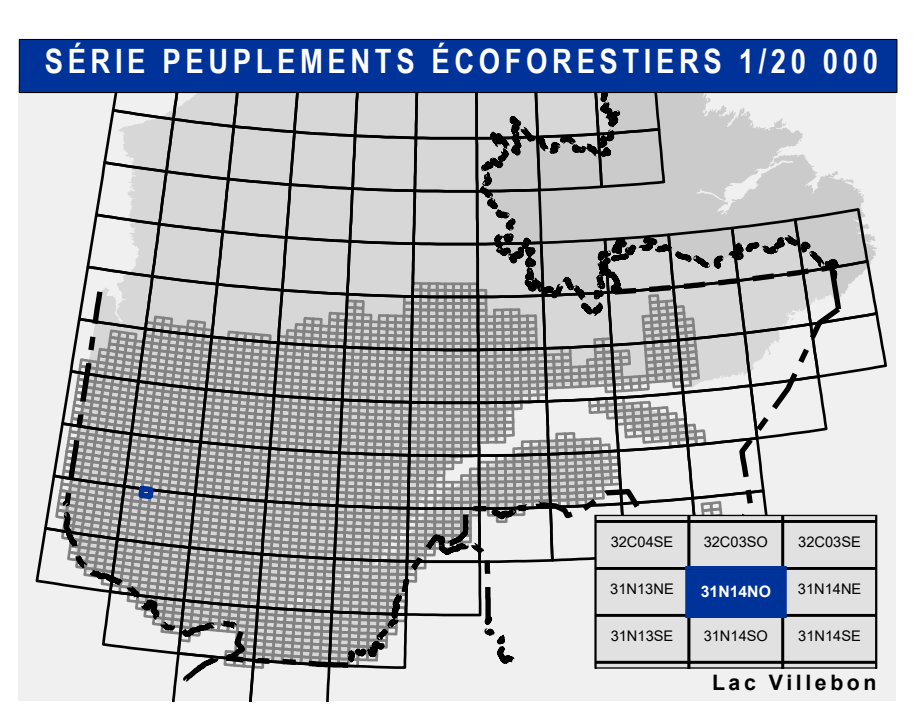 SÉRIE PEUPLEMENTS ÉCOFORESTIERS 1/20 000
32C04SE 32C03SO 32C03SE
31N13NE 31N14NO 31N14NE
31N13SE 31N14SO 31N14SE
Lac Villebon